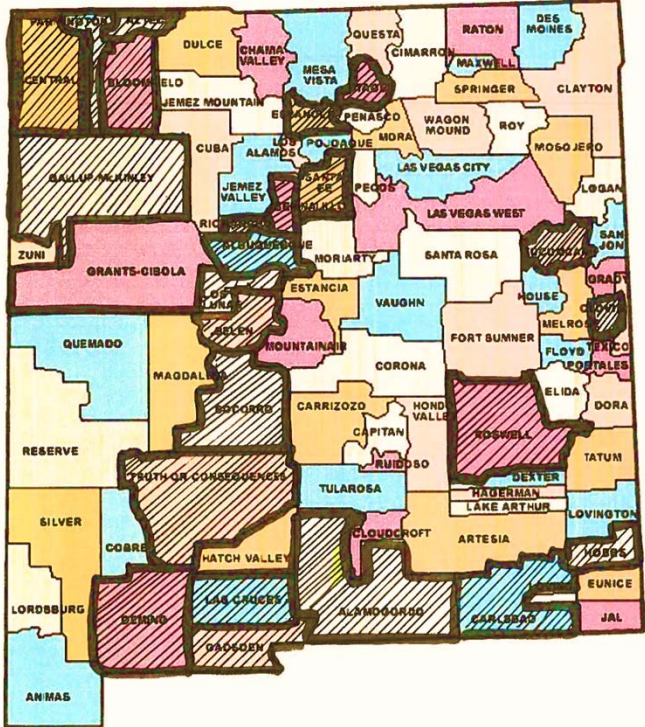 FARMINGTON
AZTEC
CENTRAL
BLOOMFIELD
DULCE
CHAMA
VALLEY
MESA
VISTA
QUESTA
CIMARRON
RATON
DES
MOINES
MAXWELL
SPRINGER
CLAYTON
TAOS
JEMEZ MOUNTAIN
ESPANOLA
PENASCO
MORA
WAGON
MOUND
ROY
MOSQJERO
CUBA
LOS
ALAMOS
POJOAQUE
GALLUP-McKINLEY
JEMEZ
VALLEY
SANTA
FE
PECOS
LAS VEGAS CITY
LAS VEGAS WEST
LOGAN
BERNALILLO
RIO RANCHO
ZUNI
GRANTS-CIBOLA
ALBUQUERQUE
MORIARTY
SANTA ROSA
TUCUMCARI
SAN
JON
LOS
LUNAS
ESTANCIA
VAUGHN
HOUSE
GRADY
CLOVIS
BELEN
QUEMADO
MOUNTAINAIR
FORT SUMNER
MELROSE
TEXICO
FLOYD
PORTALES
MAGDALENA
CORONA
ELIDA
DORA
SOCORRO
CARRIZOZO
HONDO
VALLEY
CAPITAN
ROSWELL
RESERVE
RUIDOSO
TATUM
TRUTH OR CONSEQUENCES
TULAROSA
DEXTER
HAGERMAN
LAKE ARTHUR
LOVINGTON
SILVER
COBRE
HATCH VALLEY
CLOUDCROFT
ARTESIA
HOBBS
LORDSBURG
DEMING
LAS CRUCES
ALAMOGORDO
CARLSBAD
LOVING
EUNICE
GADSDEN
JAL
ANIMAS